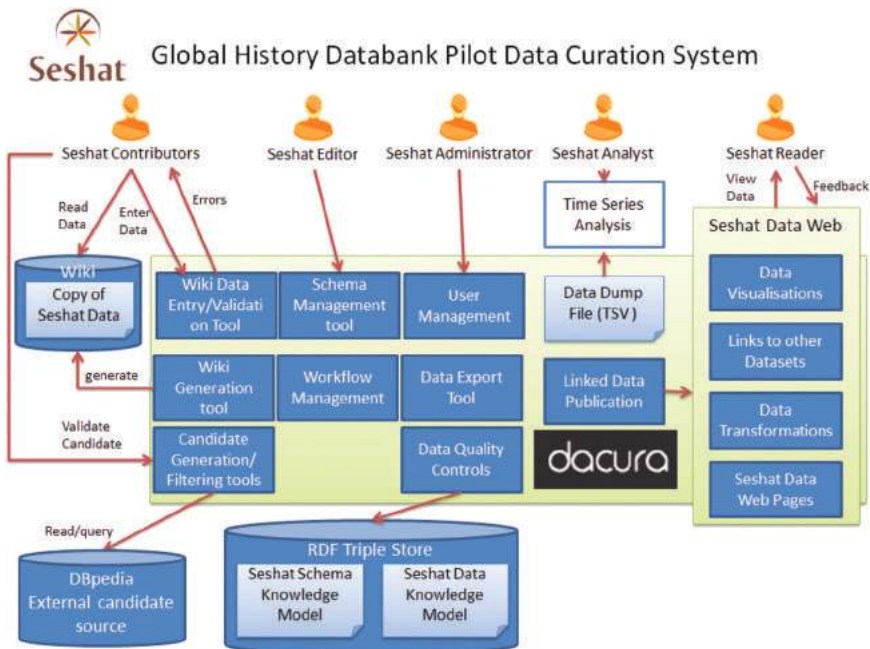 Seshat
Global History Databank Pilot Data Curation System
Seshat Contributors
Seshat Editor
Seshat Administrator
Seshat Analyst
Seshat Reader
Read
Data
Enter
Data
Errors
View
Data
Feedback
Time Series
Analysis
Seshat Data Web
Wiki
Copy of
Seshat Data
Wiki Data
Entry/Validati
on Tool
Schema
Management
tool
User
Management
Data Dump
File (TSV)
Data
Visualisations
generate
Wiki
Generation
tool
Workflow
Management
Data Export
Tool
Linked Data
Publication
Links to other
Datasets
Validate
Candidate
Candidate
Generation/
Filtering tools
Data Quality
Controls
dacura
Data
Transformations
Seshat Data
Web Pages
Read/query
DBpedia
External candidate
source
RDF Triple Store
Seshat Schema
Knowledge
Model
Seshat Data
Knowledge
Model